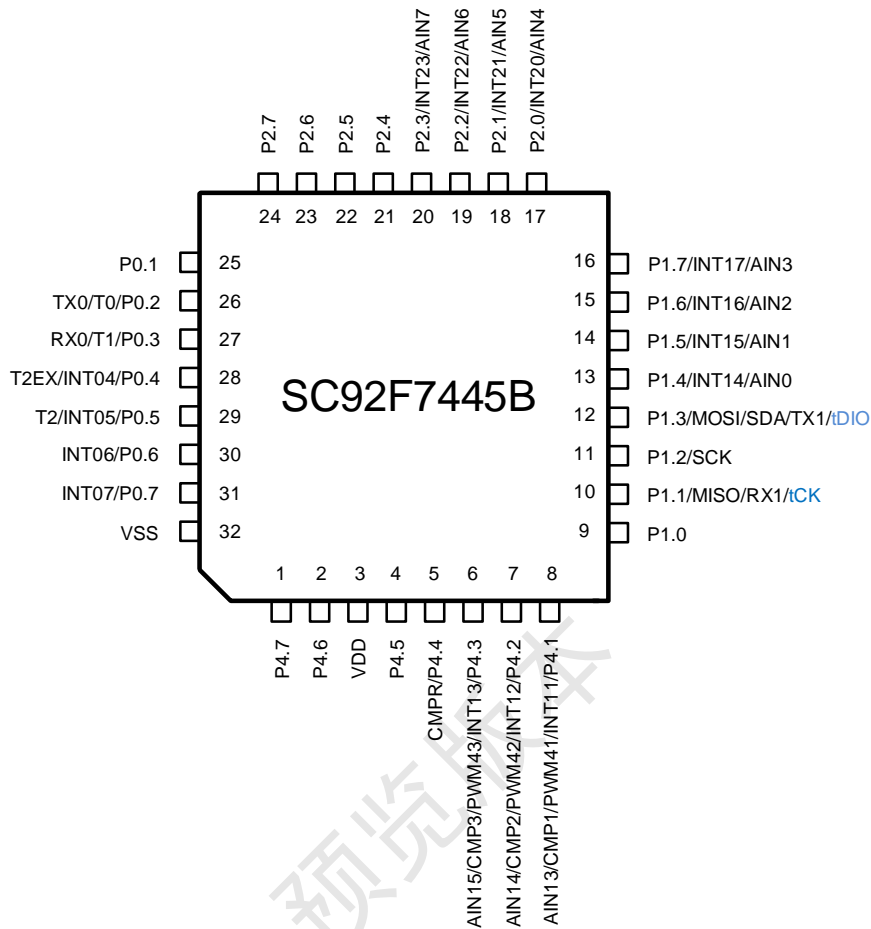 P2.7
P2.6
P2.5
P2.4
P2.3/INT23/AIN7
P2.2/INT22/AIN6
P2.1/INT21/AIN5
P2.0/INT20/AIN4
24
23
22
21
20
19
18
17
P0.1
25
TX0/T0/P0.2
26
RX0/T1/P0.3
27
T2EX/INT04/P0.4
28
T2/INT05/P0.5
29
INT06/P0.6
30
INT07/P0.7
31
VSS
32
SC92F7445B
16
P1.7/INT17/AIN3
15
P1.6/INT16/AIN2
14
P1.5/INT15/AIN1
13
P1.4/INT14/AIN0
12
P1.3/MOSI/SDA/TX1/tDIO
11
P1.2/SCK
10
P1.1/MISO/RX1/tCK
9
P1.0
1
2
3
4
5
6
7
8
P4.7
P4.6
VDD
P4.5
CMPR/P4.4
AIN15/CMP3/PWM43/INT13/P4.3
AIN14/CMP2/PWM42/INT12/P4.2
AIN13/CMP1/PWM41/INT11/P4.1
预览版本